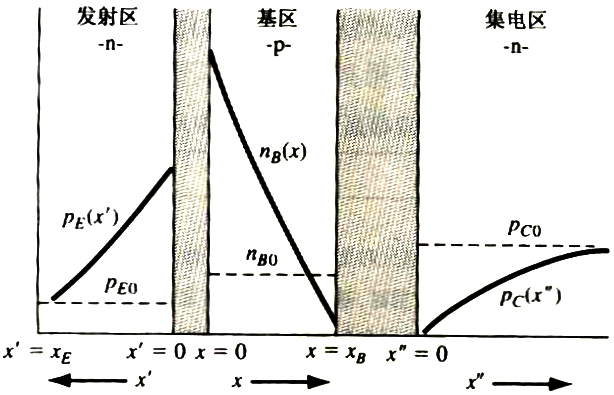 发射区 基区 集电区
-n- -p- -n-
n_B(x)
p_E(x')
p_C0
n_B0
p_E0
p_C(x")
x' = x_E x' = 0 x = 0 x = x_B x" = 0
x' x x"